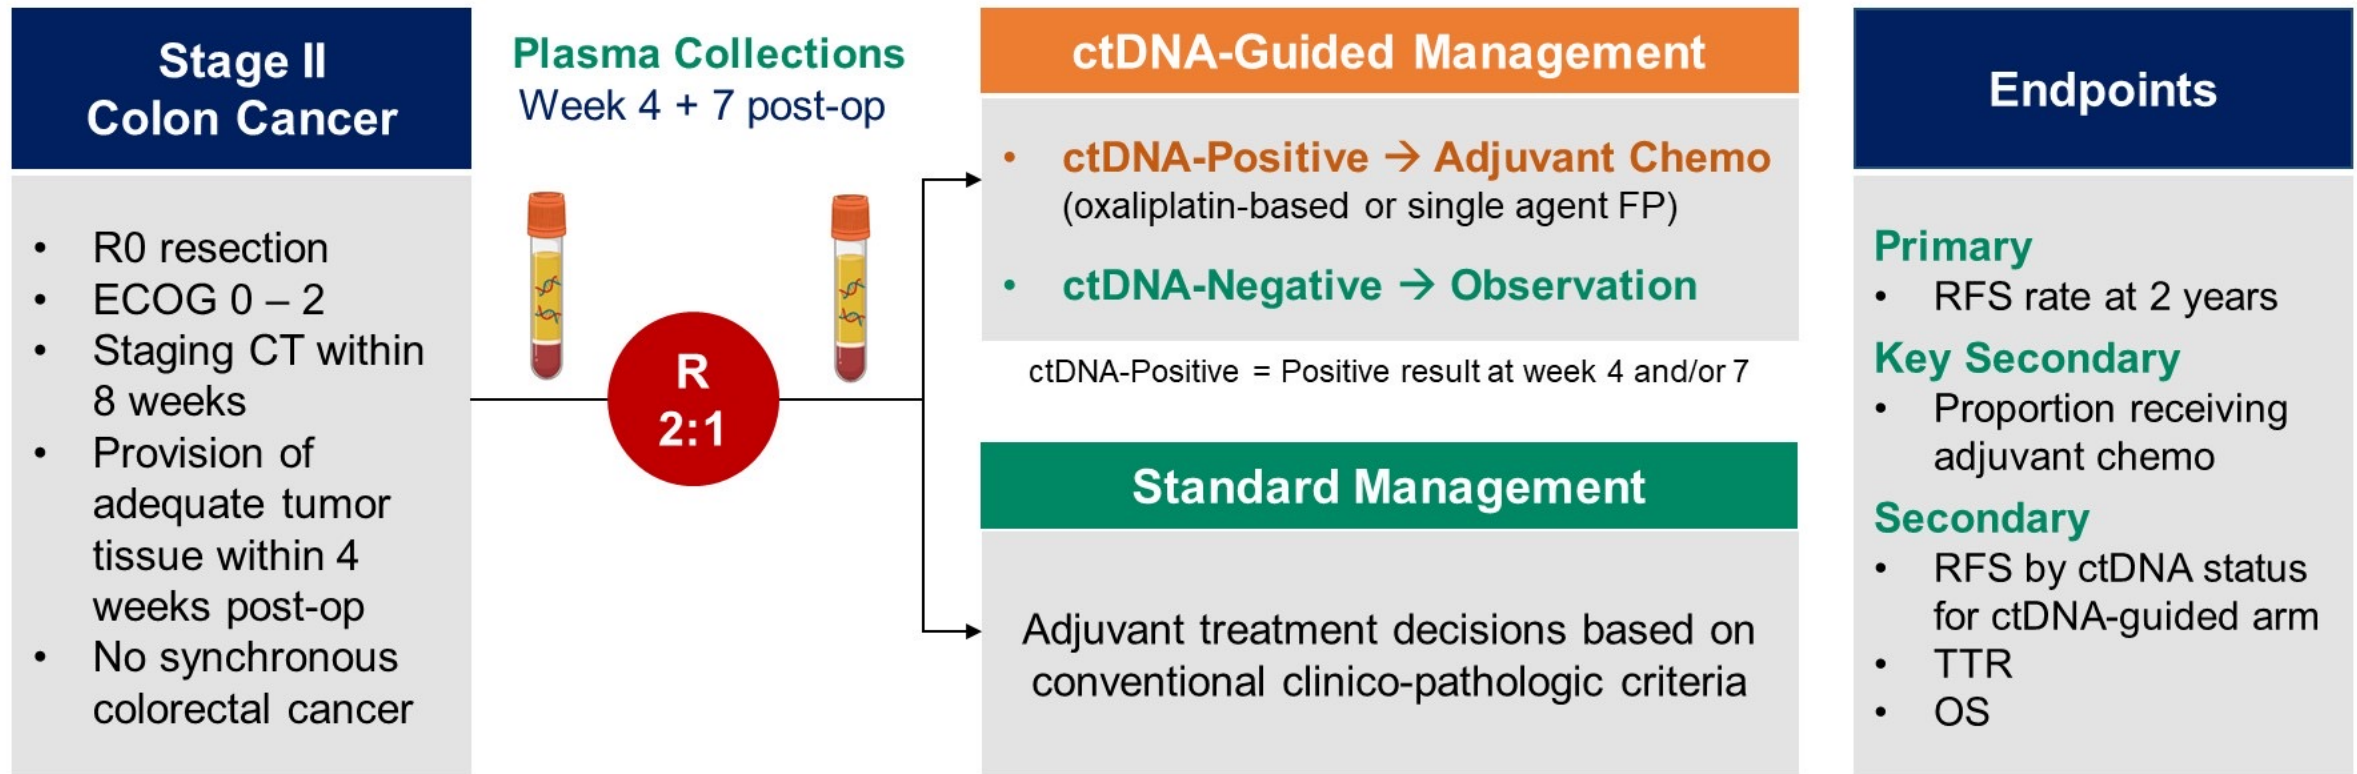 Stage II
Colon Cancer
• R0 resection
• ECOG 0 – 2
• Staging CT within
8 weeks
• Provision of
adequate tumor
tissue within 4
weeks post-op
• No synchronous
colorectal cancer
Plasma Collections
Week 4 + 7 post-op
R
2:1
ctDNA-Guided Management
• ctDNA-Positive → Adjuvant Chemo
(oxaliplatin-based or single agent FP)
• ctDNA-Negative → Observation
ctDNA-Positive = Positive result at week 4 and/or 7
Standard Management
Adjuvant treatment decisions based on
conventional clinico-pathologic criteria
Endpoints
Primary
• RFS rate at 2 years
Key Secondary
• Proportion receiving
adjuvant chemo
Secondary
• RFS by ctDNA status
for ctDNA-guided arm
• TTR
• OS